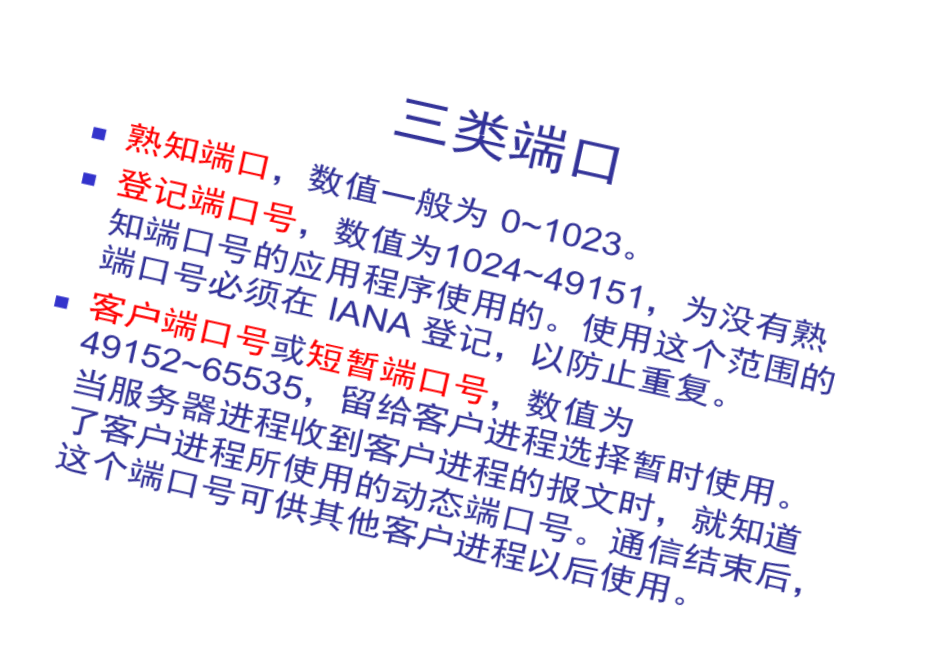 三类端口
▪ 熟知端口，数值一般为 0~1023。
▪ 登记端口号，数值为1024~49151，为没有熟
知端口号的应用程序使用的。使用这个范围的
端口号必须在 IANA 登记，以防止重复。
▪ 客户端口号或短暂端口号，数值为
49152~65535，留给客户进程选择暂时使用。
当服务器进程收到客户进程的报文时，就知道
了客户进程所使用的动态端口号。通信结束后，
这个端口号可供其他客户进程以后使用。